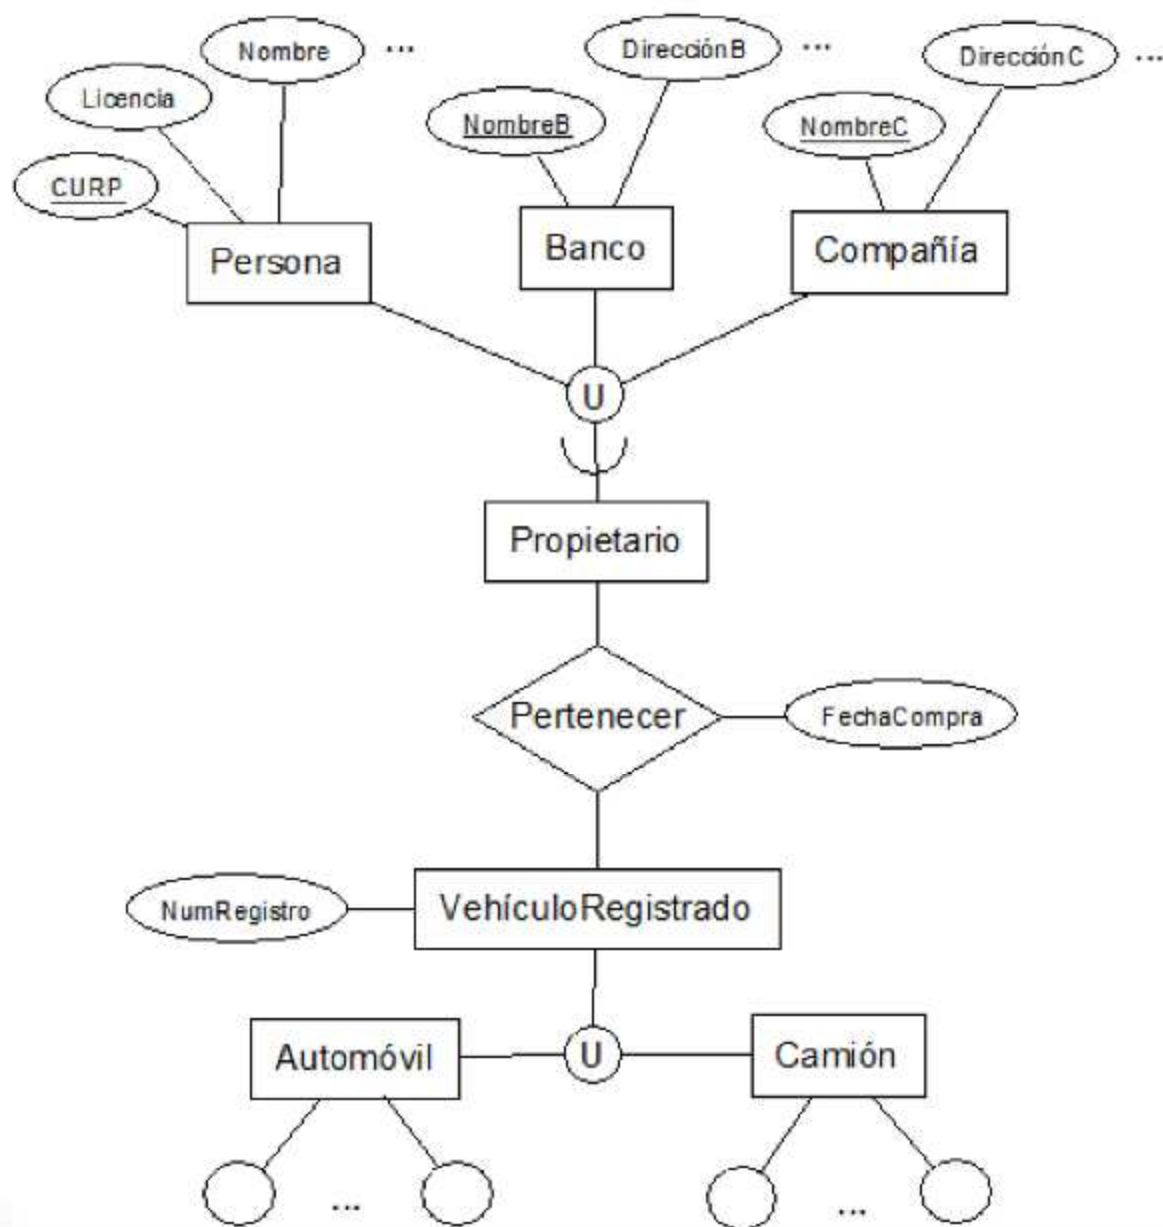 Nombre
...
DirecciónB
...
DirecciónC
...
Licencia
NombreB
NombreC
CURP
Persona
Banco
Compañía
U
Propietario
Pertenecer
FechaCompra
NumRegistro
VehículoRegistrado
Automóvil
U
Camión
...
...